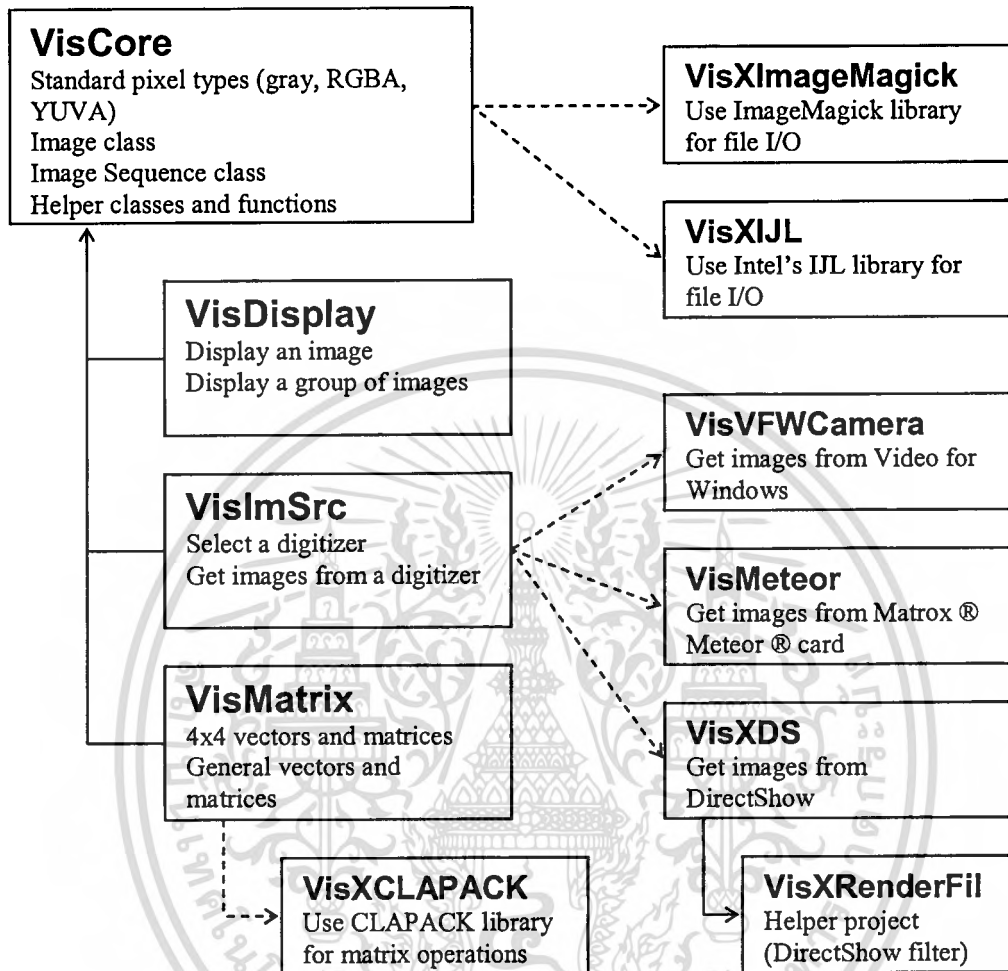 VisCore
Standard pixel types (gray, RGBA,
YUVA)
Image class
Image Sequence class
Helper classes and functions
VisXImageMagick
Use ImageMagick library
for file I/O
VisXIJL
Use Intel's IJL library for
file I/O
VisDisplay
Display an image
Display a group of images
VisImSrc
Select a digitizer
Get images from a digitizer
VisVFWCamera
Get images from Video for
Windows
VisMeteor
Get images from Matrox ®
Meteor ® card
VisMatrix
4x4 vectors and matrices
General vectors and
matrices
VisXDS
Get images from
DirectShow
VisXCLAPACK
Use CLAPACK library
for matrix operations
VisXRenderFil
Helper project
(DirectShow filter)